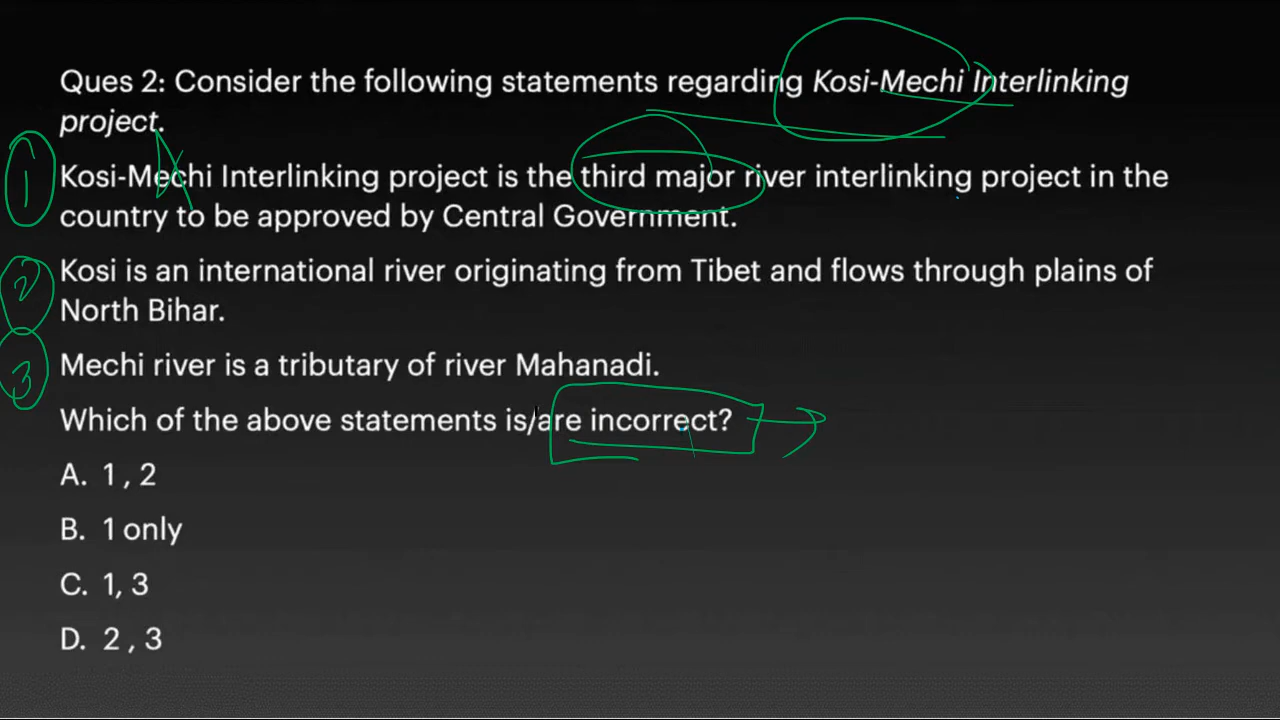 Ques 2: Consider the following statements regarding Kosi-Mechi Interlinking
project.
1 Kosi-Mechi Interlinking project is the third major river interlinking project in the
country to be approved by Central Government.
2 Kosi is an international river originating from Tibet and flows through plains of
North Bihar.
3 Mechi river is a tributary of river Mahanadi.
Which of the above statements is/are incorrect?
A. 1 , 2
B. 1 only
C. 1, 3
D. 2 , 3